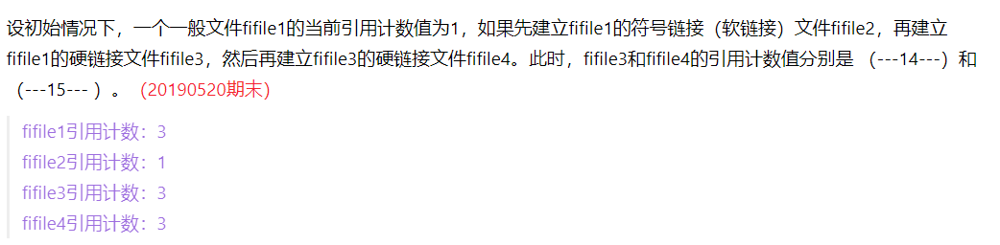 设初始情况下，一个一般文件fifile1的当前引用计数值为1，如果先建立fifile1的符号链接（软链接）文件fifile2，再建立
fifile1的硬链接文件fifile3，然后再建立fifile3的硬链接文件fifile4。此时，fifile3和fifile4的引用计数值分别是 （---14---）和
（---15--- ）。（20190520期末）
fifile1引用计数：3
fifile2引用计数：1
fifile3引用计数：3
fifile4引用计数：3